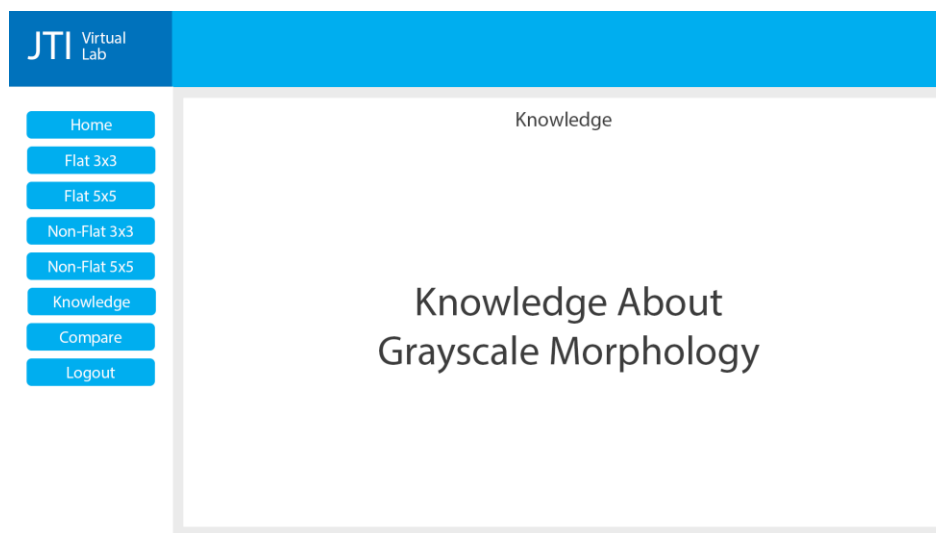 JTI Virtual
Lab
Home
Flat 3x3
Flat 5x5
Non-Flat 3x3
Non-Flat 5x5
Knowledge
Compare
Logout
Knowledge
Knowledge About
Grayscale Morphology